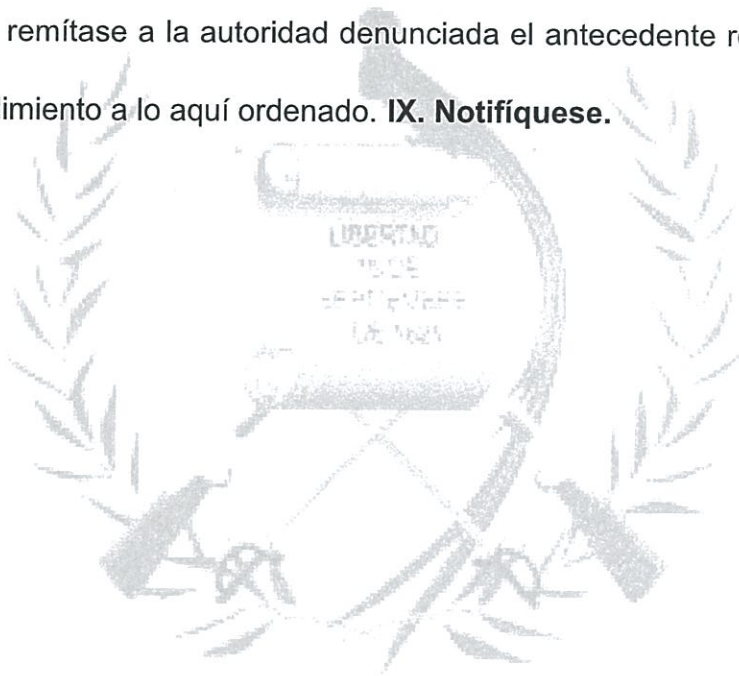 remítase a la autoridad denunciada el antecedente
imiento a lo aquí ordenado. IX. Notifíquese.
LIBERTAD